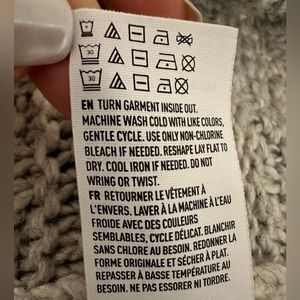 30
30
EN TURN GARMENT INSIDE OUT.
MACHINE WASH COLD WITH LIKE COLORS,
GENTLE CYCLE. USE ONLY NON-CHLORINE
BLEACH IF NEEDED. RESHAPE LAY FLAT TO
DRY. COOL IRON IF NEEDED. DO NOT
WRING OR TWIST.
FR RETOURNER LE VÊTEMENT À
L'ENVERS. LAVER À LA MACHINE À L'EAU
FROIDE AVEC DES COULEURS
SEMBLABLES, CYCLE DÉLICAT. BLANCHIR
SANS CHLORE AU BESOIN. REDONNER LA
FORME ORIGINALE ET SÉCHER À PLAT.
REPASSER À BASSE TEMPÉRATURE AU
BESOIN. NE PAS ESSORER NI TORDRE.